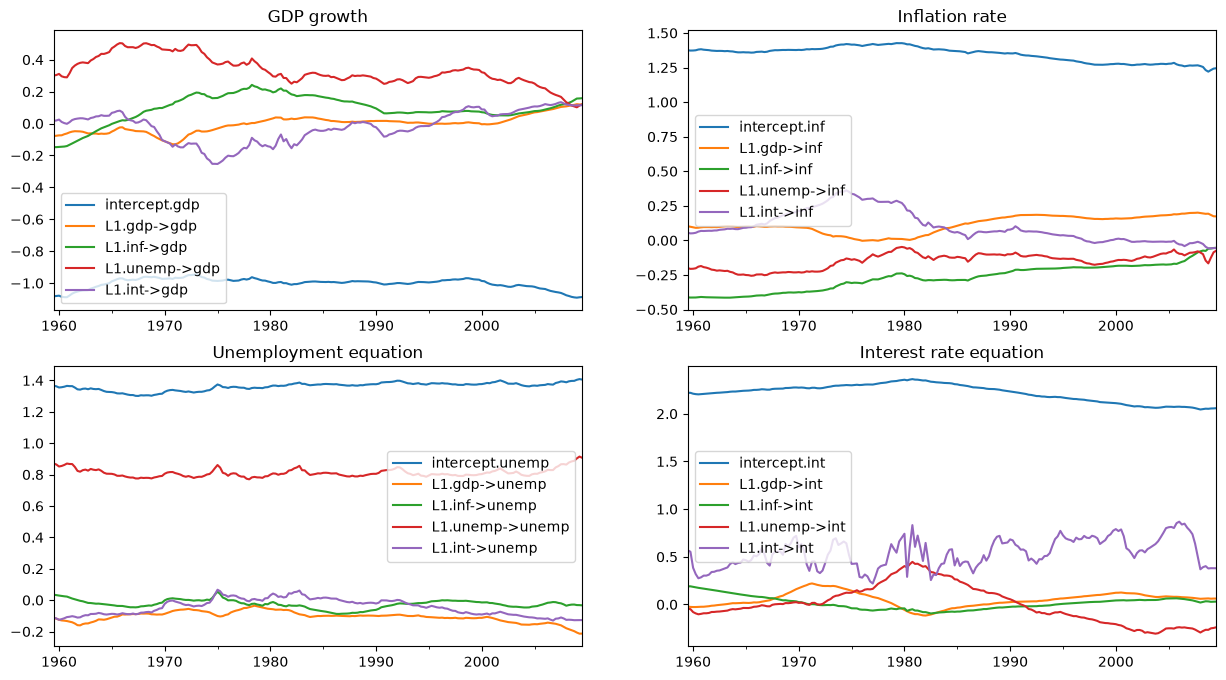 GDP growth
0.4
0.2
0.0
−0.2
−0.4
−0.6
−0.8
−1.0
intercept.gdp
L1.gdp->gdp
L1.inf->gdp
L1.unemp->gdp
L1.int->gdp
1960 1970 1980 1990 2000
Inflation rate
1.50
1.25
1.00
0.75
0.50
0.25
0.00
−0.25
−0.50
intercept.inf
L1.gdp->inf
L1.inf->inf
L1.unemp->inf
L1.int->inf
1960 1970 1980 1990 2000
Unemployment equation
1.4
1.2
1.0
0.8
0.6
0.4
0.2
0.0
−0.2
intercept.unemp
L1.gdp->unemp
L1.inf->unemp
L1.unemp->unemp
L1.int->unemp
1960 1970 1980 1990 2000
Interest rate equation
2.0
1.5
1.0
0.5
0.0
intercept.int
L1.gdp->int
L1.inf->int
L1.unemp->int
L1.int->int
1960 1970 1980 1990 2000